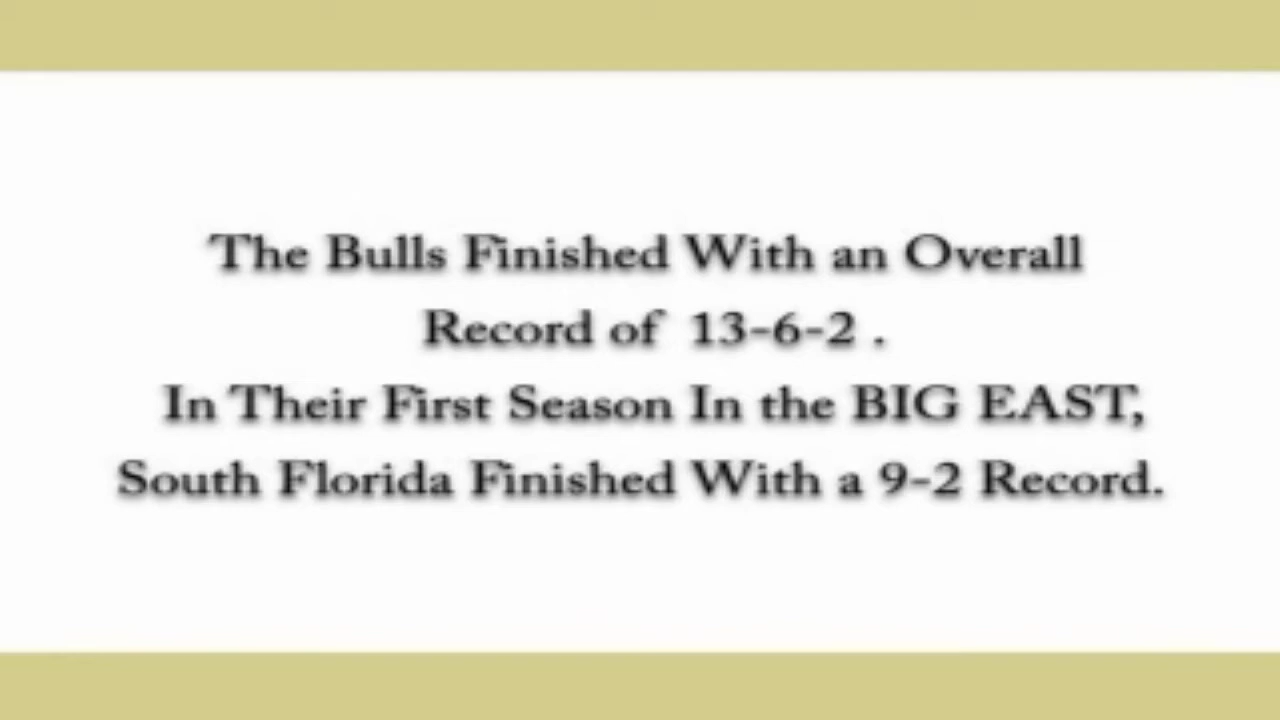 The Bulls Finished With an Overall
Record of 13-6-2 .
In Their First Season In the BIG EAST,
South Florida Finished With a 9-2 Record.